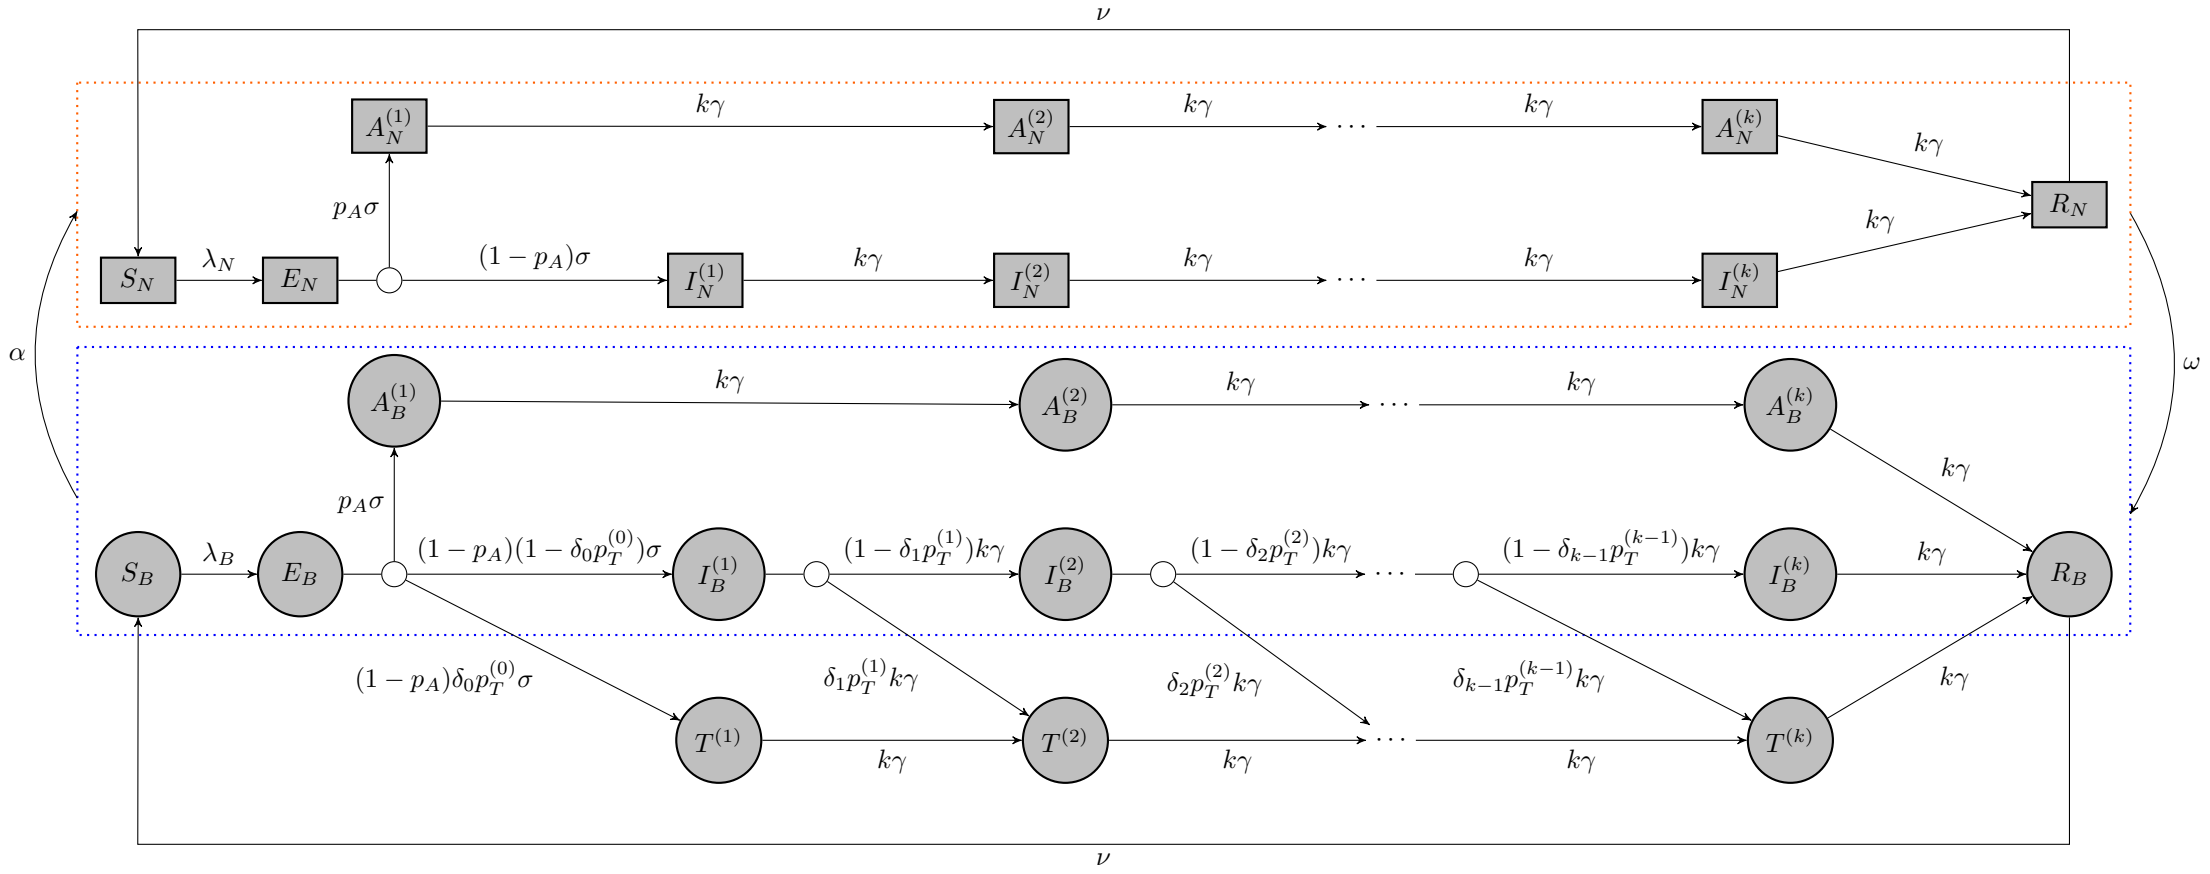 ν
A_N^{(1)} kγ A_N^{(2)} kγ ⋯ kγ A_N^{(k)}
kγ
p_Aσ
R_N
kγ
S_N λ_N E_N (1 − p_A)σ I_N^{(1)} kγ I_N^{(2)} kγ ⋯ kγ I_N^{(k)}
α
ω
A_B^{(1)} kγ A_B^{(2)} kγ ⋯ kγ A_B^{(k)}
kγ
p_Aσ
S_B λ_B E_B (1 − p_A)(1 − δ_0p_T^{(0)})σ I_B^{(1)} (1 − δ_1p_T^{(1)})kγ I_B^{(2)} (1 − δ_2p_T^{(2)})kγ ⋯ (1 − δ_{k−1}p_T^{(k−1)})kγ I_B^{(k)} kγ R_B
(1 − p_A)δ_0p_T^{(0)}σ δ_1p_T^{(1)}kγ δ_2p_T^{(2)}kγ δ_{k−1}p_T^{(k−1)}kγ kγ
T^{(1)} kγ T^{(2)} kγ ⋯ kγ T^{(k)}
ν